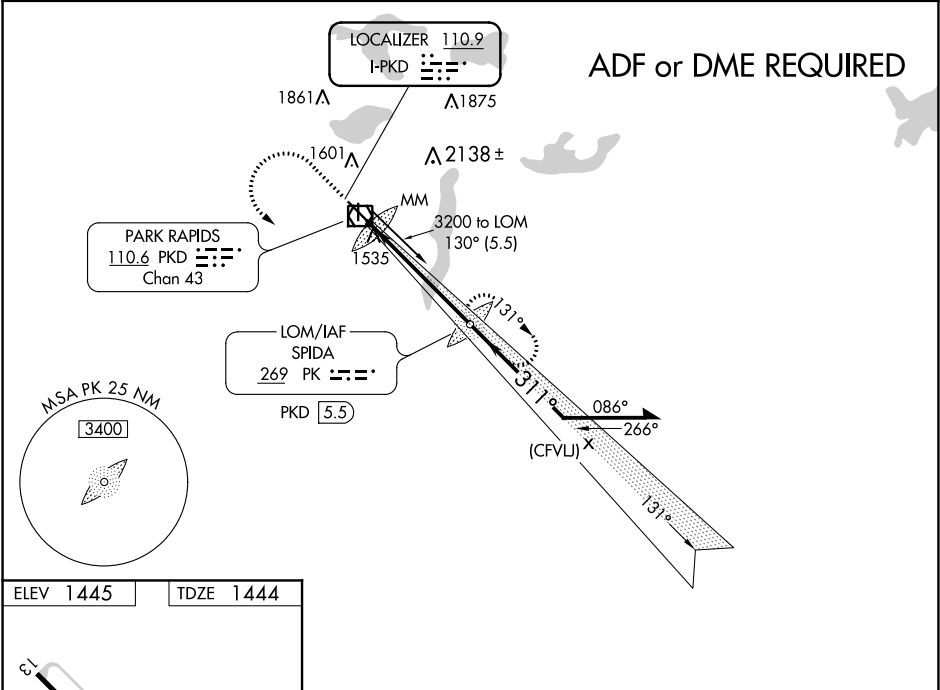 LOCALIZER 110.9
I-PKD
ADF or DME REQUIRED
1861
1875
1601
2138 ±
MM
3200 to LOM
130° (5.5)
PARK RAPIDS
110.6 PKD
Chan 43
1535
LOM/IAF
SPIDA
269 PK
PKD 5.5
131°
311°
086°
266°
(CFVLJ) X
131°
MSA PK 25 NM
3400
ELEV 1445
TDZE 1444
13